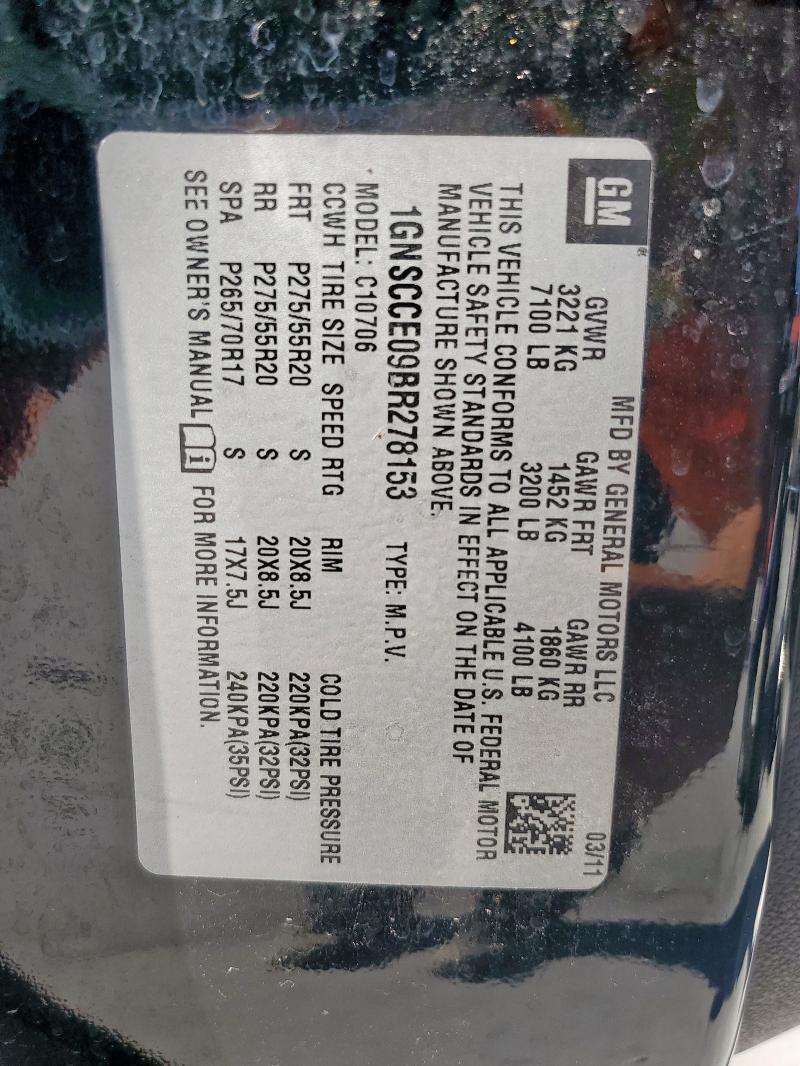 GM
MFD BY GENERAL MOTORS LLC 03/11
GVWR GAWR FRT GAWR RR
3221 KG 1452 KG 1860 KG
7100 LB 3200 LB 4100 LB
THIS VEHICLE CONFORMS TO ALL APPLICABLE U.S. FEDERAL MOTOR
VEHICLE SAFETY STANDARDS IN EFFECT ON THE DATE OF
MANUFACTURE SHOWN ABOVE.
1GNSCCE09BR278153 TYPE: M.P.V.
MODEL: C10706
CCWH TIRE SIZE SPEED RTG RIM COLD TIRE PRESSURE
FRT P275/55R20 S 20X8.5J 220KPA(32PSI)
RR P275/55R20 S 20X8.5J 220KPA(32PSI)
SPA P265/70R17 S 17X7.5J 240KPA(35PSI)
SEE OWNER'S MANUAL i FOR MORE INFORMATION.